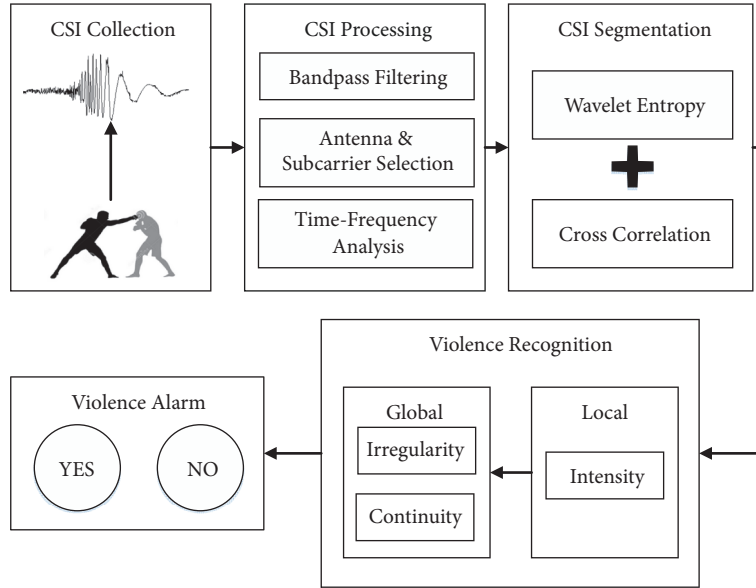 CSI Collection
CSI Processing
Bandpass Filtering
Antenna &
Subcarrier Selection
Time-Frequency
Analysis
CSI Segmentation
Wavelet Entropy
Cross Correlation
Violence Recognition
Local
Intensity
Global
Irregularity
Continuity
Violence Alarm
YES
NO